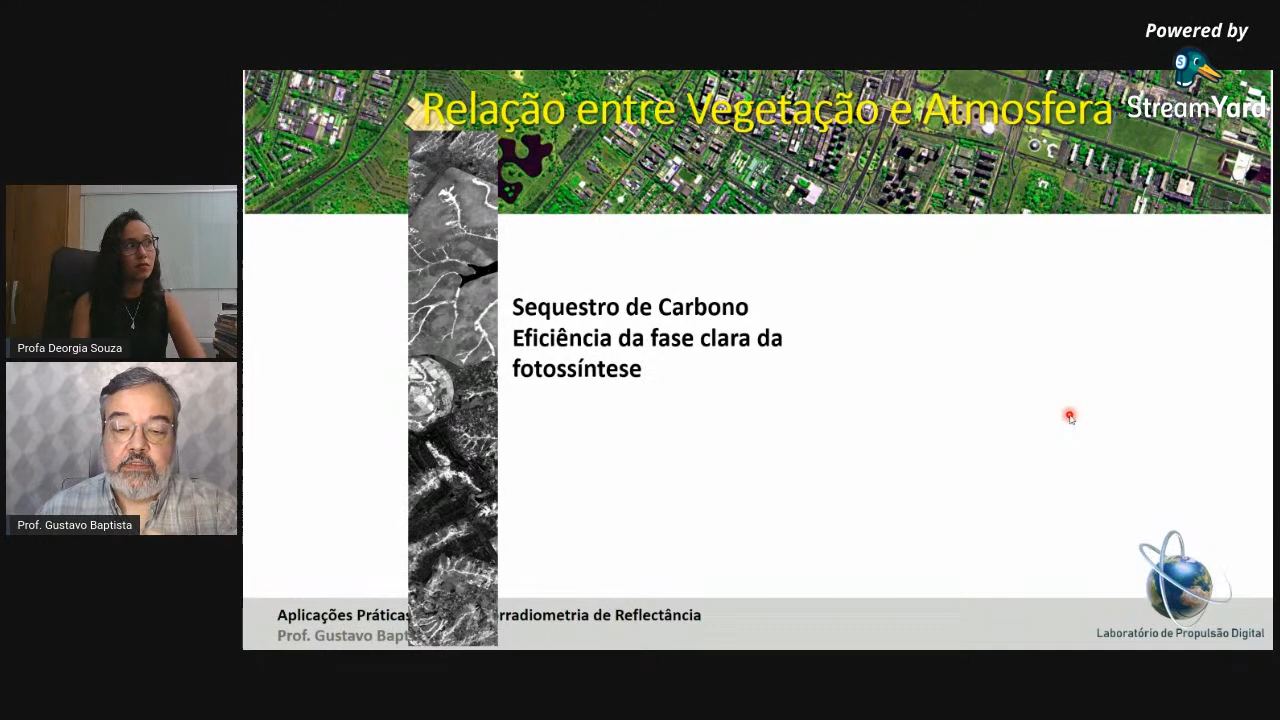 Powered by
StreamYard
Relação entre Vegetação e Atmosfera
Sequestro de Carbono
Eficiência da fase clara da
fotossíntese
Profa Deorgia Souza
Prof. Gustavo Baptista
Aplicações Práticas rradiometria de Reflectância
Prof. Gustavo Bapt
Laboratório de Propulsão Digital